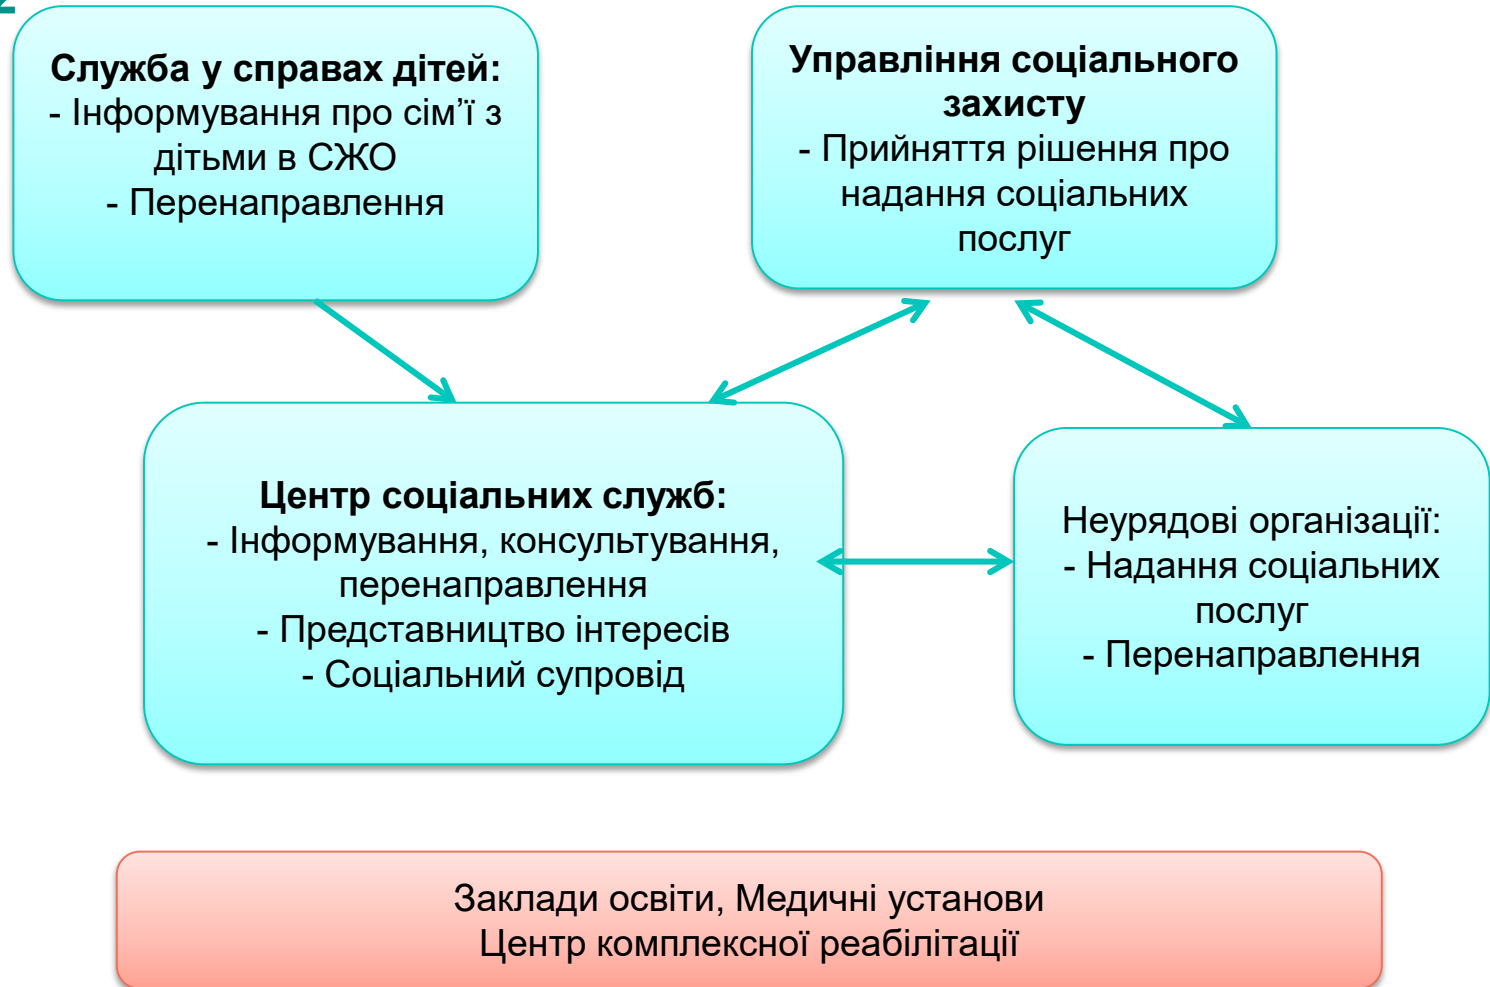 Служба у справах дітей:
- Інформування про сім’ї з
дітьми в СЖО
- Перенаправлення
Управління соціального
захисту
- Прийняття рішення про
надання соціальних
послуг
Центр соціальних служб:
- Інформування, консультування,
перенаправлення
- Представництво інтересів
- Соціальний супровід
Неурядові організації:
- Надання соціальних
послуг
- Перенаправлення
Заклади освіти, Медичні установи
Центр комплексної реабілітації